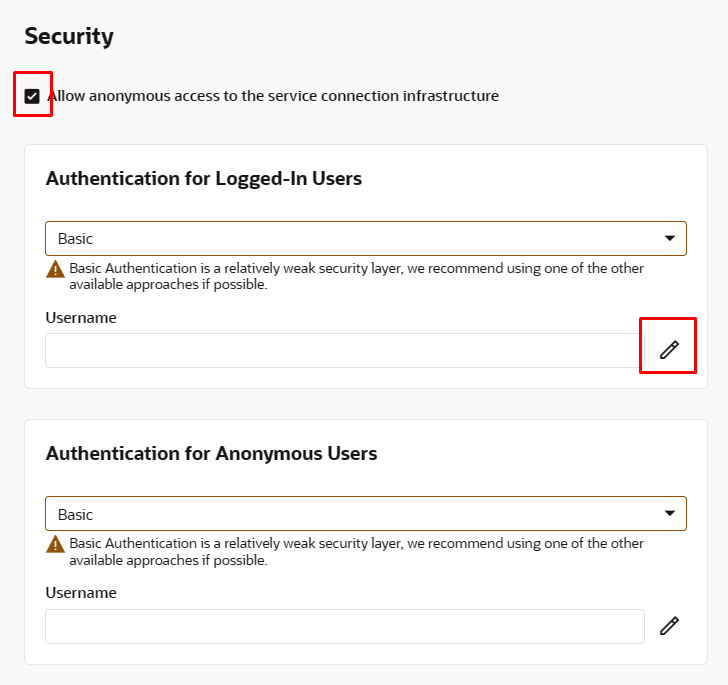 Security
Allow anonymous access to the service connection infrastructure
Authentication for Logged-In Users
Basic
Basic Authentication is a relatively weak security layer, we recommend using one of the other
available approaches if possible.
Username
Authentication for Anonymous Users
Basic
Basic Authentication is a relatively weak security layer, we recommend using one of the other
available approaches if possible.
Username